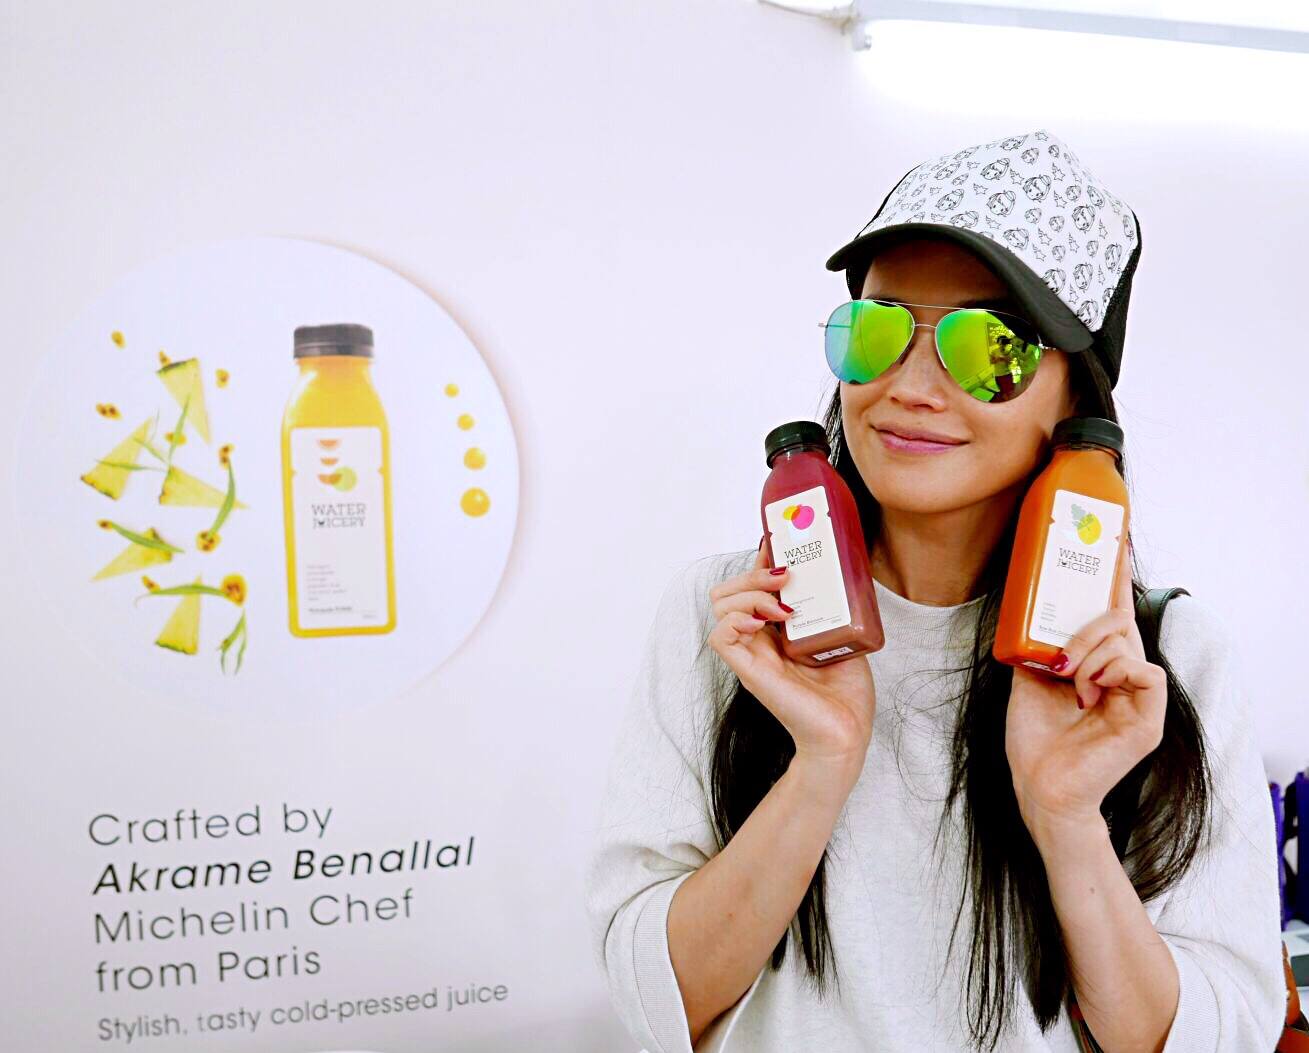 WATER
JUICERY
Crafted by
Akrame Benallal
Michelin Chef
from Paris
Stylish, tasty cold-pressed juice
WATER
JUICERY
WATER
JUICERY